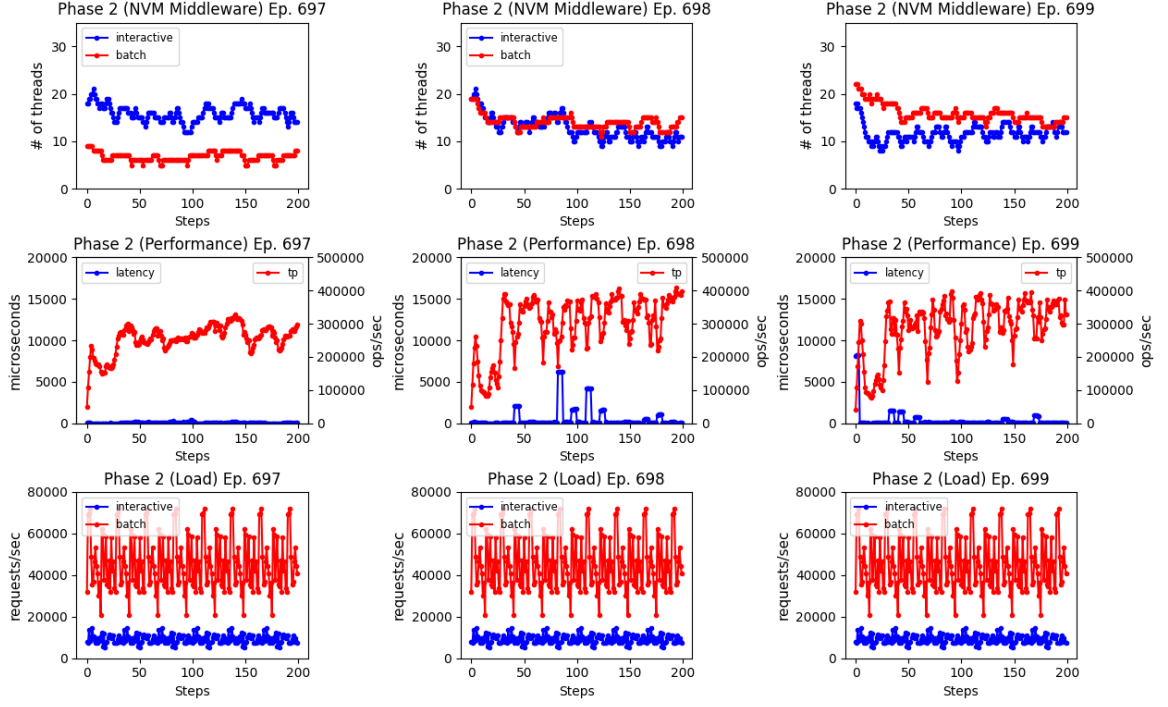 Phase 2 (NVM Middleware) Ep. 697
Phase 2 (NVM Middleware) Ep. 698
Phase 2 (NVM Middleware) Ep. 699
# of threads
30
20
10
0
interactive
batch
0 50 100 150 200
Steps
# of threads
30
20
10
0
interactive
batch
0 50 100 150 200
Steps
# of threads
30
20
10
0
0 50 100 150 200
Steps
Phase 2 (Performance) Ep. 697
Phase 2 (Performance) Ep. 698
Phase 2 (Performance) Ep. 699
microseconds
20000
15000
10000
5000
0
latency
tp
500000
400000
300000
200000
100000
0
ops/sec
0 50 100 150 200
Steps
microseconds
20000
15000
10000
5000
0
latency
tp
500000
400000
300000
200000
100000
0
ops/sec
0 50 100 150 200
Steps
microseconds
20000
15000
10000
5000
0
latency
tp
500000
400000
300000
200000
100000
0
ops/sec
0 50 100 150 200
Steps
Phase 2 (Load) Ep. 697
Phase 2 (Load) Ep. 698
Phase 2 (Load) Ep. 699
requests/sec
80000
60000
40000
20000
0
interactive
batch
0 50 100 150 200
Steps
requests/sec
80000
60000
40000
20000
0
interactive
batch
0 50 100 150 200
Steps
requests/sec
80000
60000
40000
20000
0
interactive
batch
0 50 100 150 200
Steps